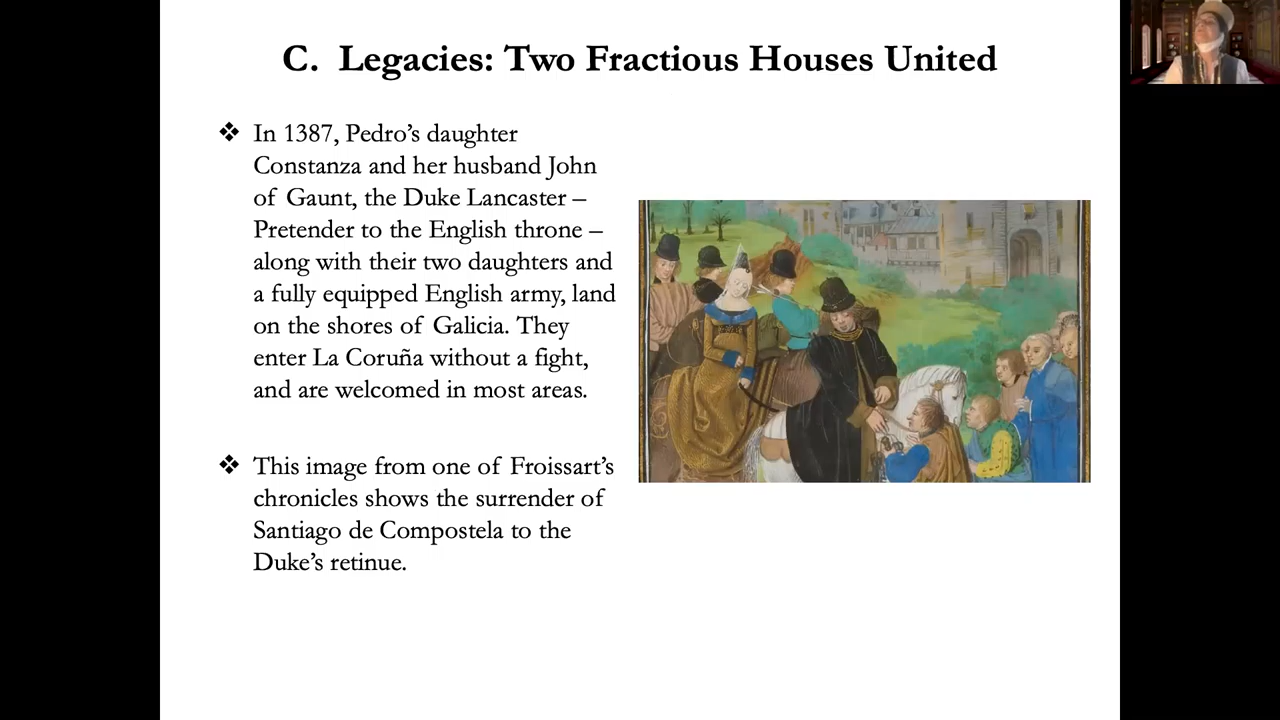 C. Legacies: Two Fractious Houses United
❖ In 1387, Pedro’s daughter
Constanza and her husband John
of Gaunt, the Duke Lancaster –
Pretender to the English throne –
along with their two daughters and
a fully equipped English army, land
on the shores of Galicia. They
enter La Coruña without a fight,
and are welcomed in most areas.
❖ This image from one of Froissart’s
chronicles shows the surrender of
Santiago de Compostela to the
Duke’s retinue.